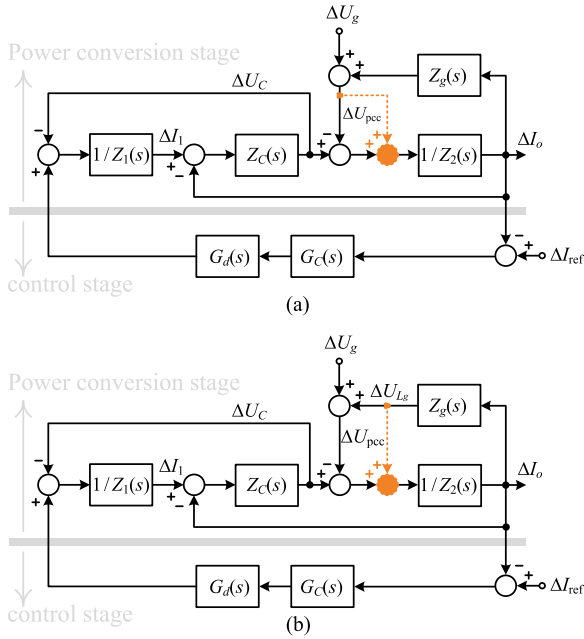 ΔU_g
+
+
Z_g(s)
Power conversion stage
ΔU_C
ΔU_pcc
-
-
+
+
+
1/Z_1(s)
ΔI_1
Z_C(s)
+
1/Z_2(s)
ΔI_o
+
+
-
-
+
G_d(s)
G_C(s)
ΔI_ref
control stage
(a)
ΔU_g
+
+
ΔU_Lg
Z_g(s)
Power conversion stage
ΔU_C
ΔU_pcc
-
-
+
+
+
1/Z_1(s)
ΔI_1
Z_C(s)
+
1/Z_2(s)
ΔI_o
+
+
-
-
+
G_d(s)
G_C(s)
ΔI_ref
control stage
(b)